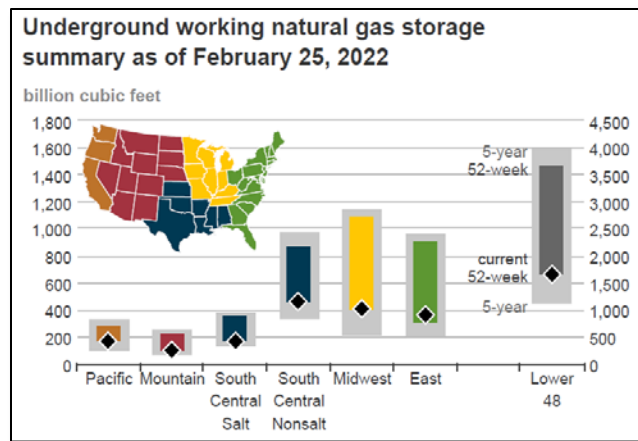 Underground working natural gas storage
summary as of February 25, 2022
billion cubic feet
1,800
1,600
1,400
1,200
1,000
800
600
400
200
0
4,500
4,000
3,500
3,000
2,500
2,000
1,500
1,000
500
0
5-year
52-week
current
52-week
5-year
Pacific
Mountain
South
Central
Salt
South
Central
Nonsalt
Midwest
East
Lower
48